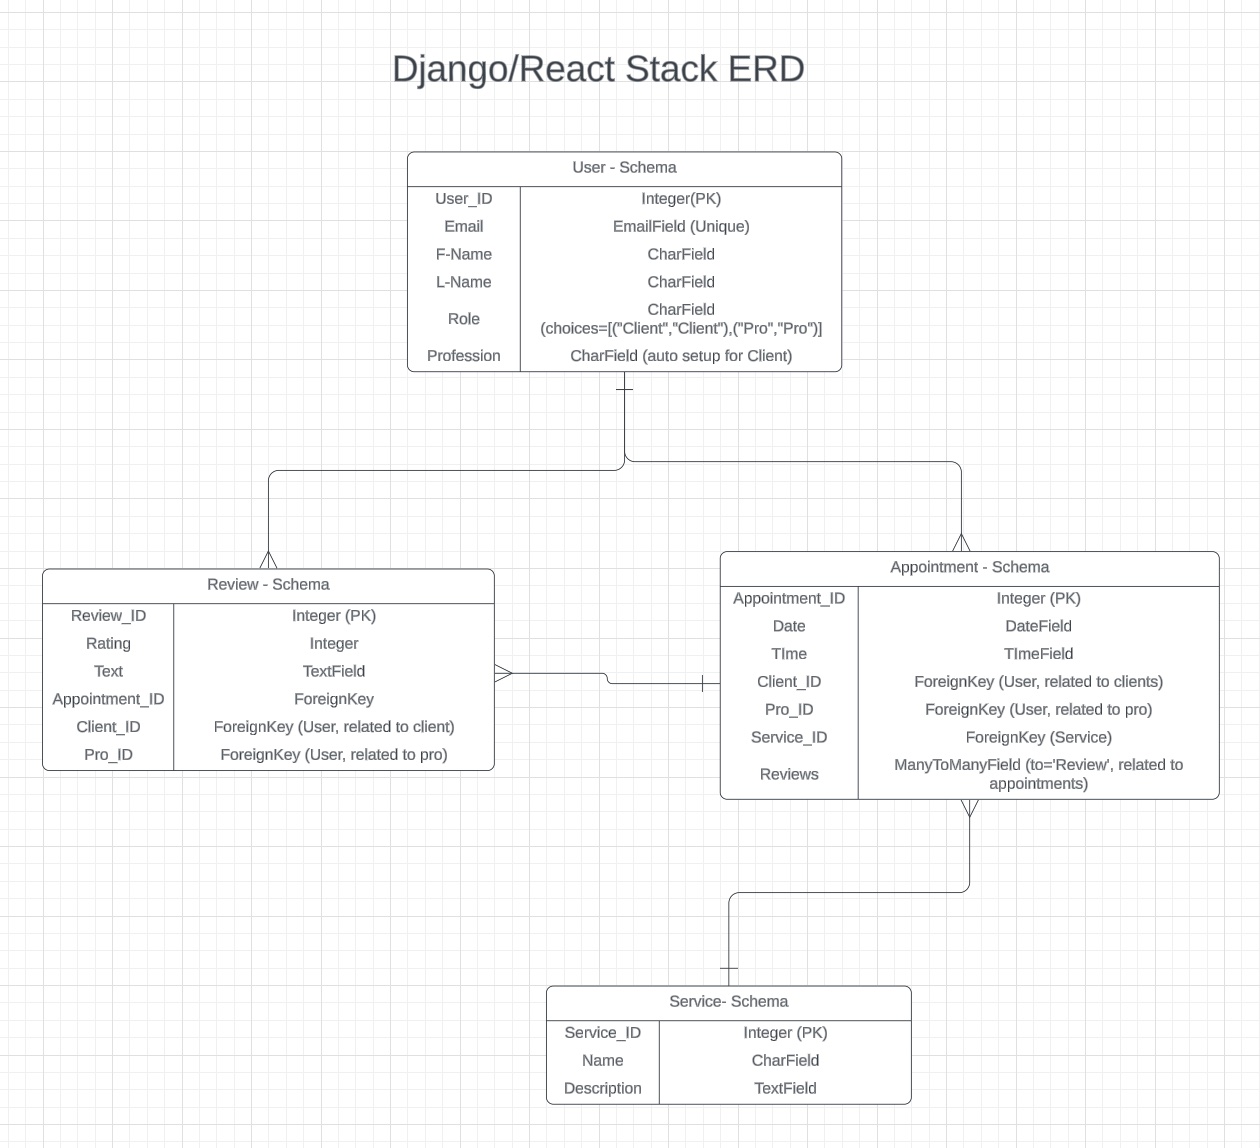 Django/React Stack ERD
User - Schema
User_ID Integer(PK)
Email EmailField (Unique)
F-Name CharField
L-Name CharField
Role CharField
(choices=[("Client","Client"),("Pro","Pro")]
Profession CharField (auto setup for Client)
Review - Schema
Review_ID Integer (PK)
Rating Integer
Text TextField
Appointment_ID ForeignKey
Client_ID ForeignKey (User, related to client)
Pro_ID ForeignKey (User, related to pro)
Appointment - Schema
Appointment_ID Integer (PK)
Date DateField
TIme TImeField
Client_ID ForeignKey (User, related to clients)
Pro_ID ForeignKey (User, related to pro)
Service_ID ForeignKey (Service)
Reviews ManyToManyField (to='Review', related to
appointments)
Service- Schema
Service_ID Integer (PK)
Name CharField
Description TextField